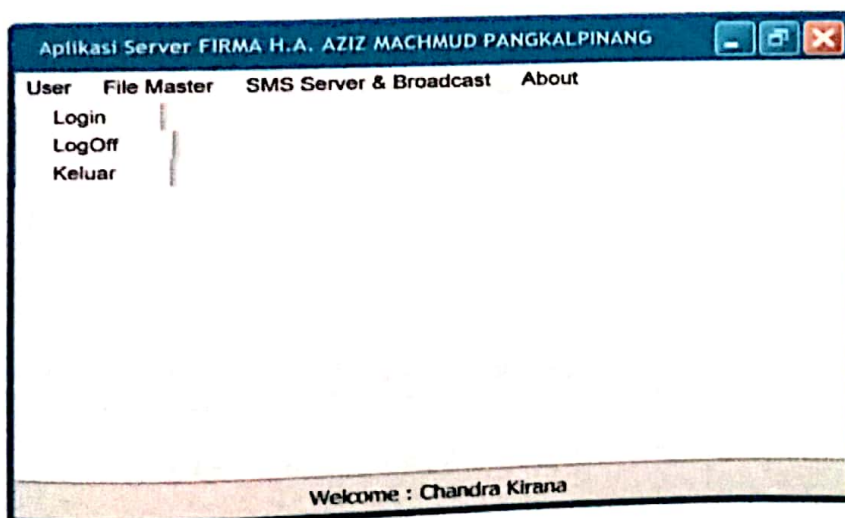 Aplikasi Server FIRMA H.A. AZIZ MACHMUD PANGKALPINANG
User File Master SMS Server & Broadcast About
Login
LogOff
Keluar
Welcome : Chandra Kirana